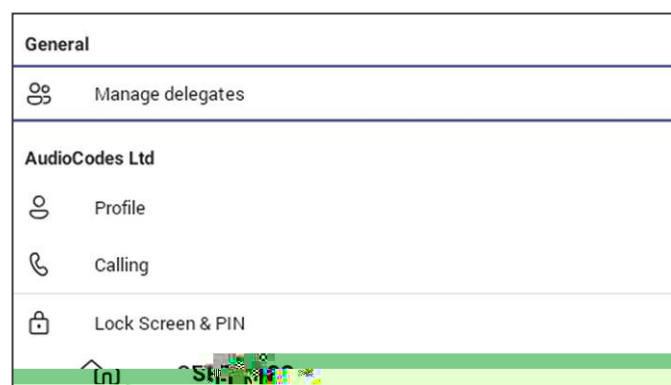 General
Manage delegates
AudioCodes Ltd
Profile
Calling
Lock Screen & PIN